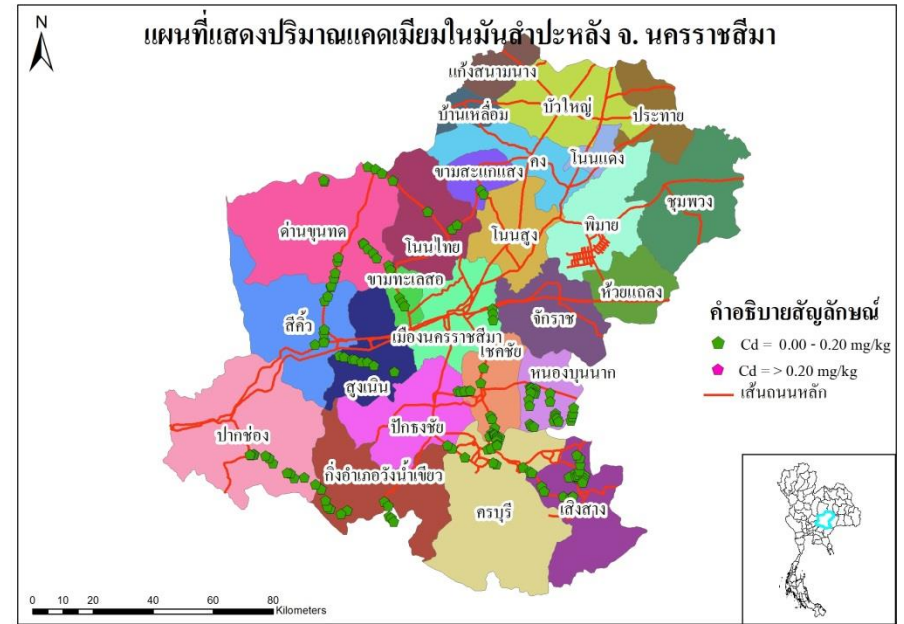 N
แผนที่แสดงปริมาณแคดเมียมในมันสำปะหลัง จ. นครราชสีมา
แก้งสนามนาง
บัวใหญ่
บ้านเหลื่อม
ประทาย
คง
โนนแดง
ขามสะแกแสง
ชุมพวง
พิมาย
ด่านขุนทด
โนนไทย
โนนสูง
ขามทะเลสอ
ห้วยแถลง
สีคิ้ว
จักราช
เมืองนครราชสีมา
โชคชัย
หนองบุนนาก
สูงเนิน
ปักธงชัย
ปากช่อง
กิ่งอำเภอวังน้ำเขียว
ครบุรี
เสิงสาง
คำอธิบายสัญลักษณ์
Cd = 0.00 - 0.20 mg/kg
Cd = > 0.20 mg/kg
เส้นถนนหลัก
0 10 20 40 60 80
Kilometers